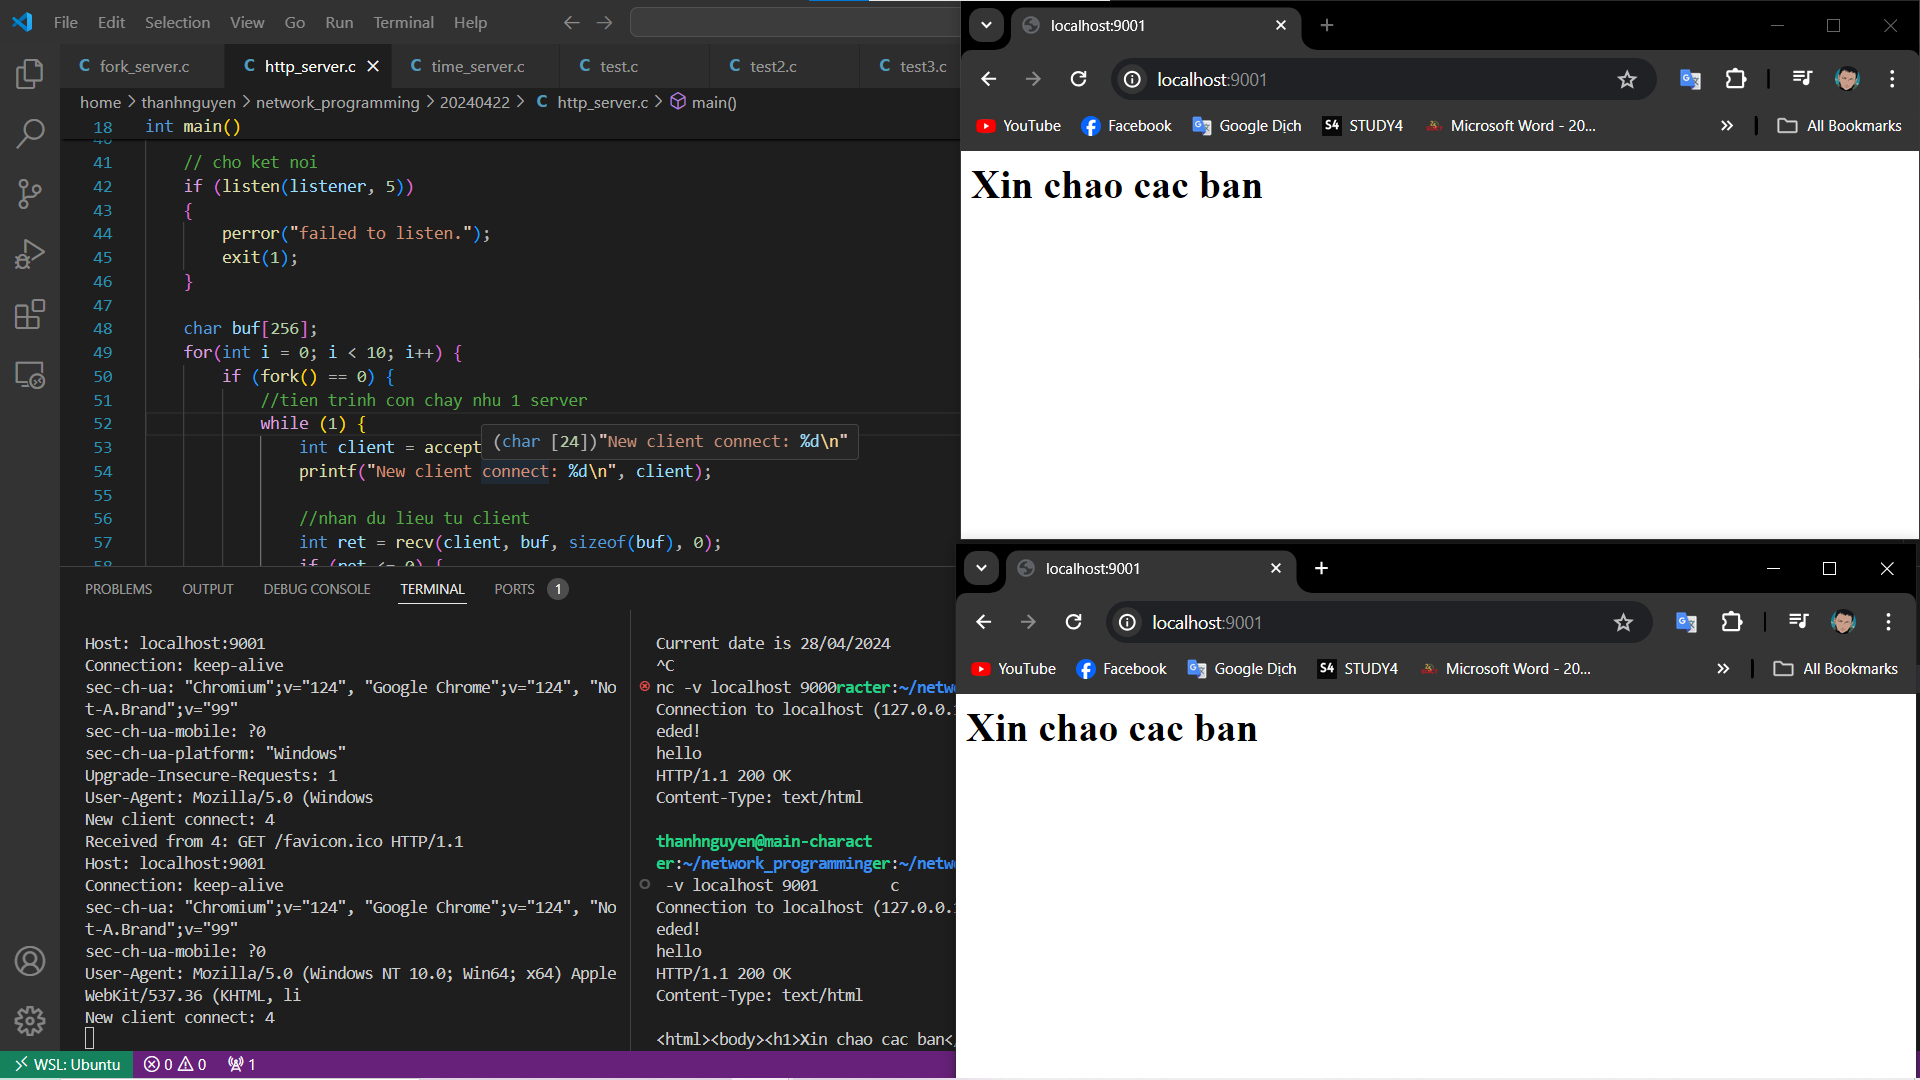 File Edit Selection View Go Run Terminal Help
fork_server.c http_server.c time_server.c test.c test2.c test3.c
home > thanhnguyen > network_programming > 20240422 > C http_server.c > main()
18 int main()
41 // cho ket noi
42 if (listen(listener, 5))
43 {
44 perror("failed to listen.");
45 exit(1);
46 }
47
48 char buf[256];
49 for(int i = 0; i < 10; i++) {
50 if (fork() == 0) {
51 //tien trinh con chay nhu 1 server
52 while (1) {
53 int client = accept
(char [24])"New client connect: %d\n"
54 printf("New client connect: %d\n", client);
55
56 //nhan du lieu tu client
57 int ret = recv(client, buf, sizeof(buf), 0);
58 if (ret <= 0) {
PROBLEMS OUTPUT DEBUG CONSOLE TERMINAL PORTS 1
Host: localhost:9001
Connection: keep-alive
sec-ch-ua: "Chromium";v="124", "Google Chrome";v="124", "No
t-A.Brand";v="99"
sec-ch-ua-mobile: ?0
sec-ch-ua-platform: "Windows"
Upgrade-Insecure-Requests: 1
User-Agent: Mozilla/5.0 (Windows
New client connect: 4
Received from 4: GET /favicon.ico HTTP/1.1
Host: localhost:9001
Connection: keep-alive
sec-ch-ua: "Chromium";v="124", "Google Chrome";v="124", "No
t-A.Brand";v="99"
sec-ch-ua-mobile: ?0
User-Agent: Mozilla/5.0 (Windows NT 10.0; Win64; x64) Apple
WebKit/537.36 (KHTML, li
New client connect: 4
Current date is 28/04/2024
^C
nc -v localhost 9000racter:~/netw
Connection to localhost (127.0.0.1
eded!
hello
HTTP/1.1 200 OK
Content-Type: text/html
thanhnguyen@main-charact
er:~/network_programminger:~/netw
-v localhost 9001 c
Connection to localhost (127.0.0.1
eded!
hello
HTTP/1.1 200 OK
Content-Type: text/html
<html><body><h1>Xin chao cac ban</
WSL: Ubuntu 0 0 1
localhost:9001
localhost:9001
YouTube Facebook Google Dịch S4 STUDY4 Microsoft Word - 20... » All Bookmarks
Xin chao cac ban
localhost:9001
localhost:9001
YouTube Facebook Google Dịch S4 STUDY4 Microsoft Word - 20... » All Bookmarks
Xin chao cac ban